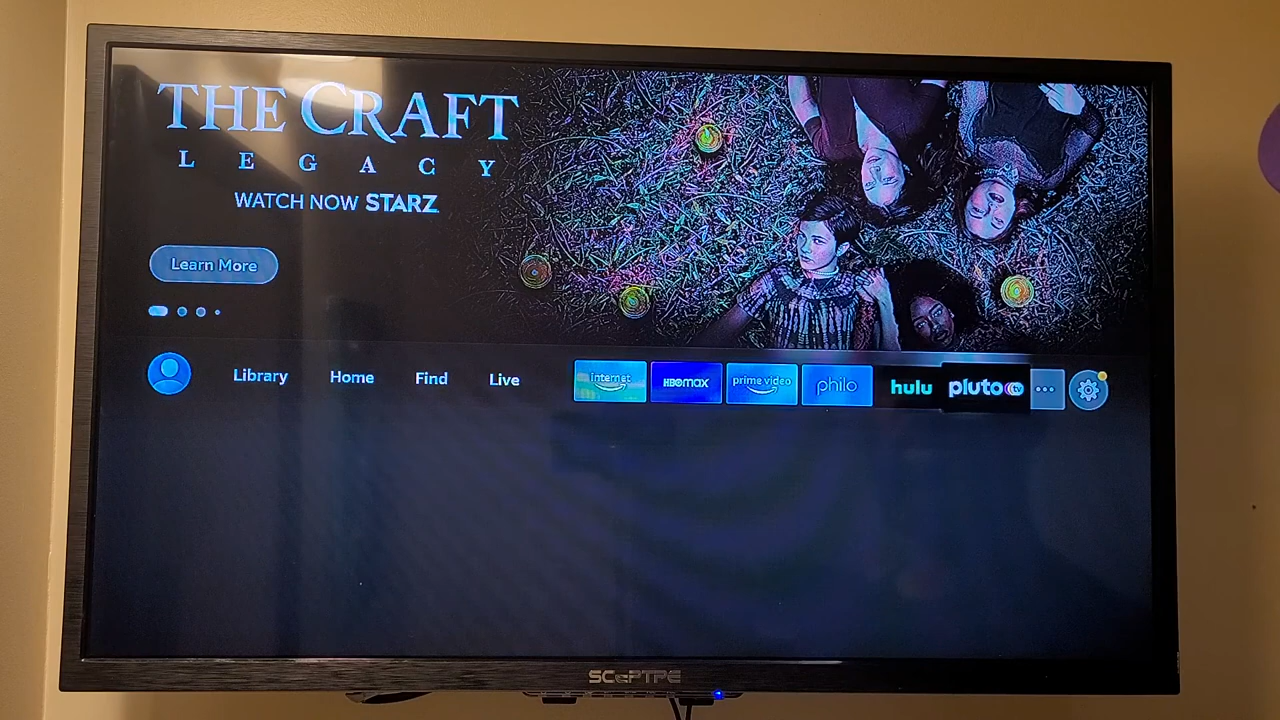 THE CRAFT
LEGACY
WATCH NOW STARZ
Learn More
Library Home Find Live internet HBOMAX prime video philo hulu pluto tv
SCEPTRE